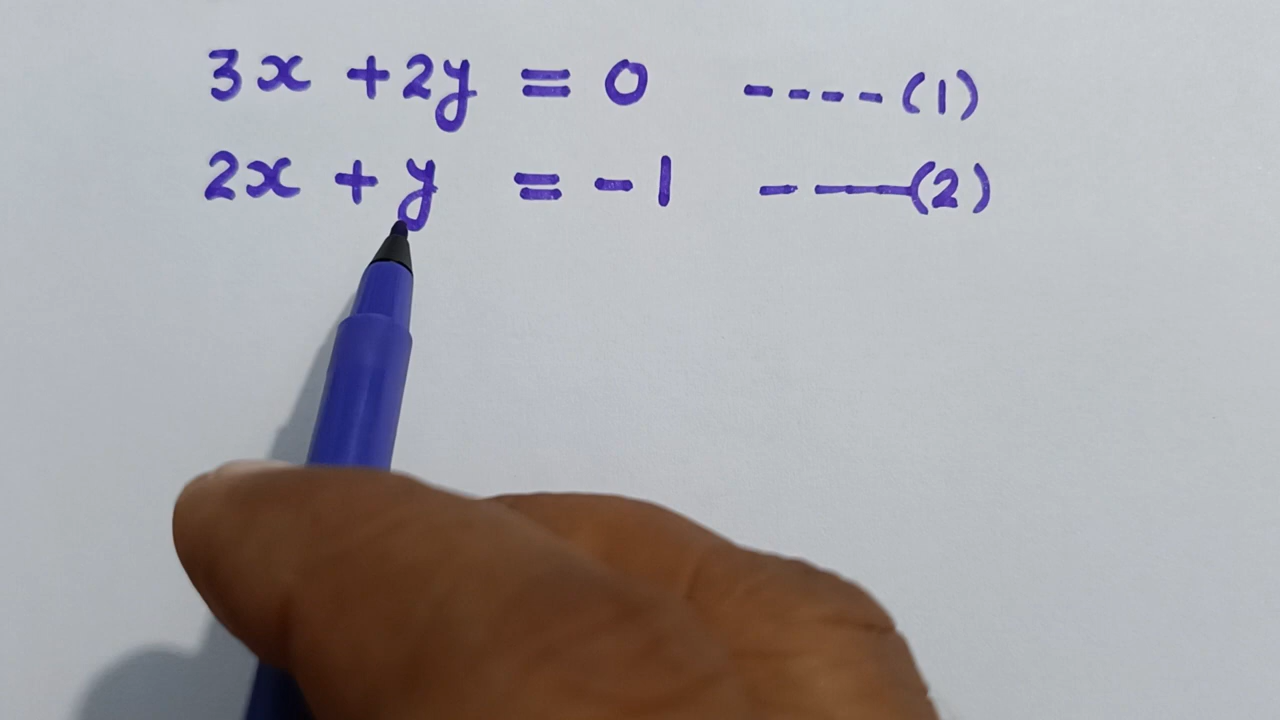 3x + 2y = 0 ----(1)
2x + y = -1 ----(2)